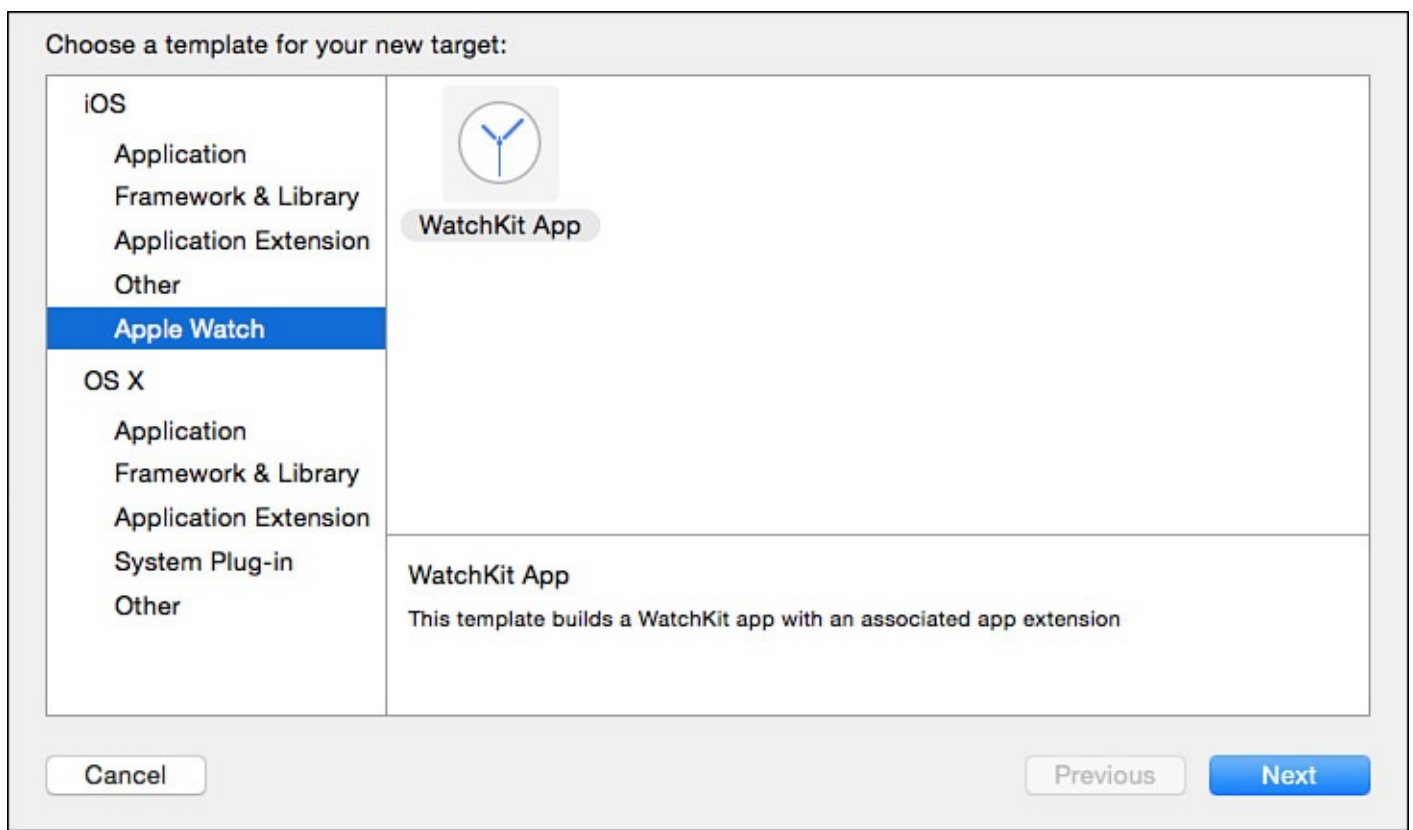 Choose a template for your new target:
iOS
Application
Framework & Library
Application Extension
Other
Apple Watch
OS X
Application
Framework & Library
Application Extension
System Plug-in
Other
WatchKit App
WatchKit App
This template builds a WatchKit app with an associated app extension
Cancel
Previous
Next